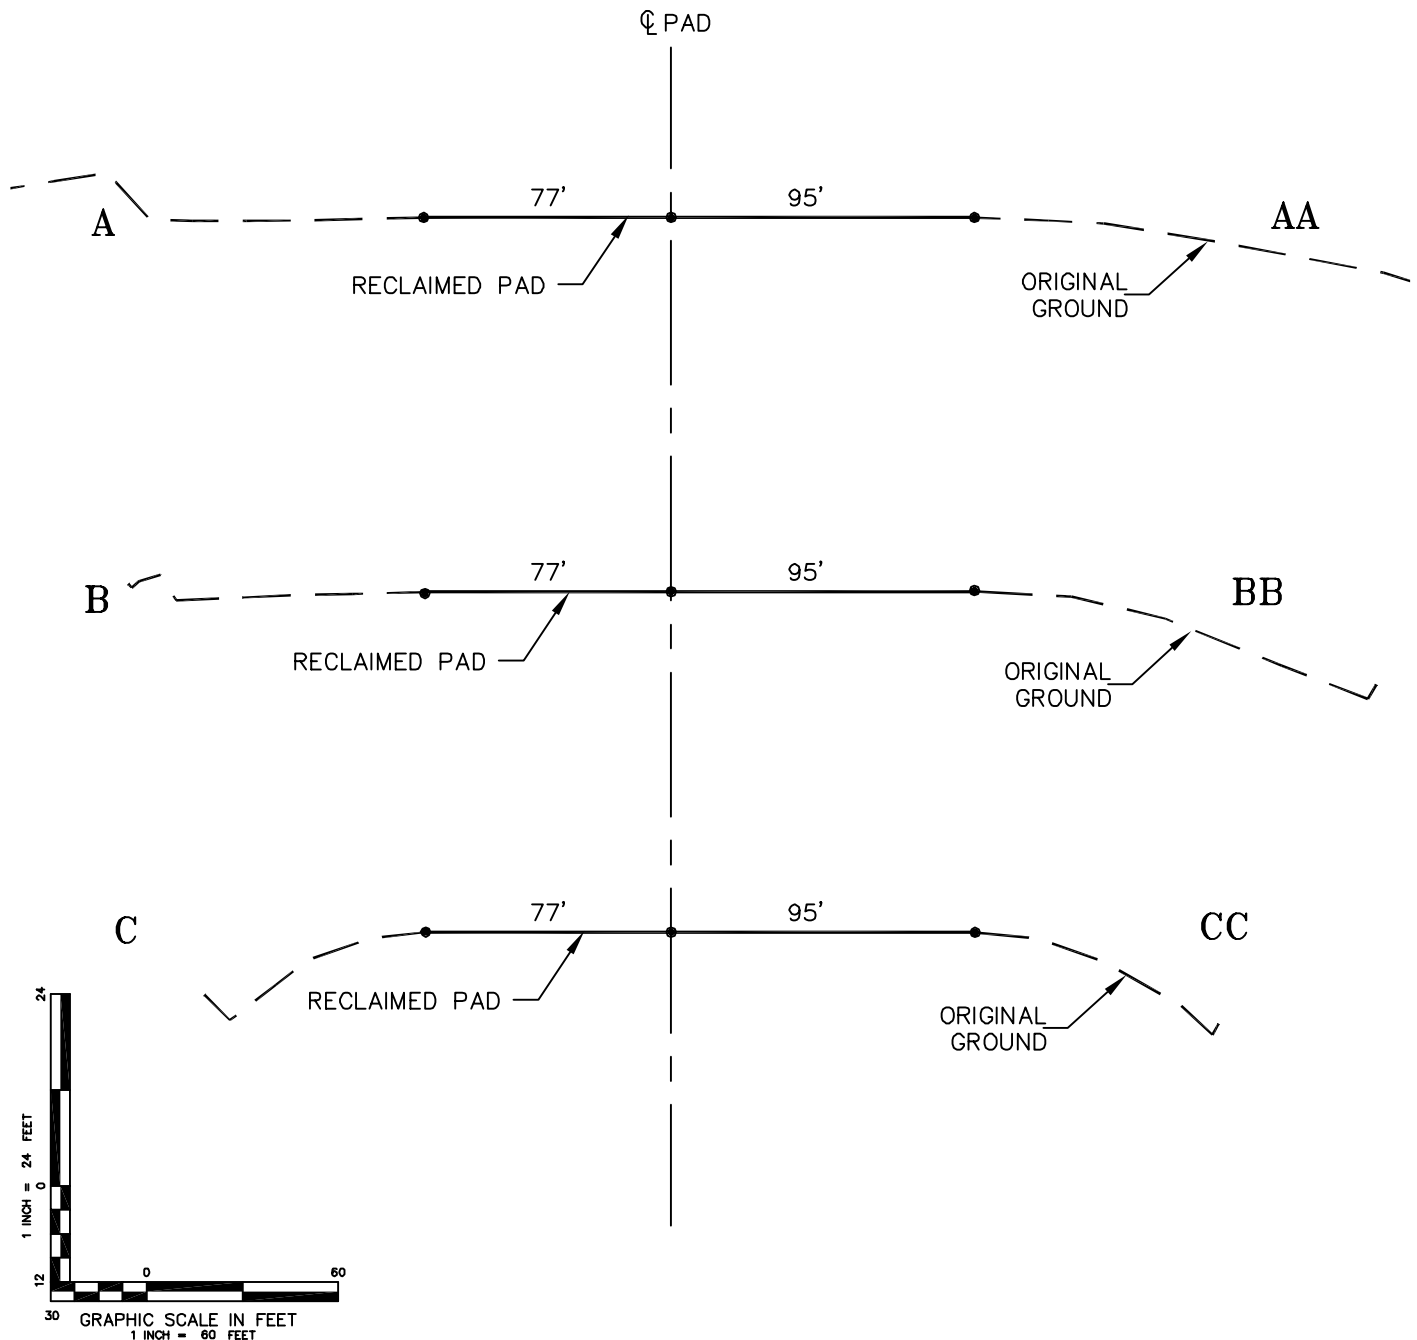 ℄ PAD
77'
95'
A
AA
RECLAIMED PAD
ORIGINAL
GROUND
77'
95'
B
BB
RECLAIMED PAD
ORIGINAL
GROUND
77'
95'
C
CC
RECLAIMED PAD
ORIGINAL
GROUND
24
1 INCH = 24 FEET
0
12
0
60
30
GRAPHIC SCALE IN FEET
1 INCH = 60 FEET